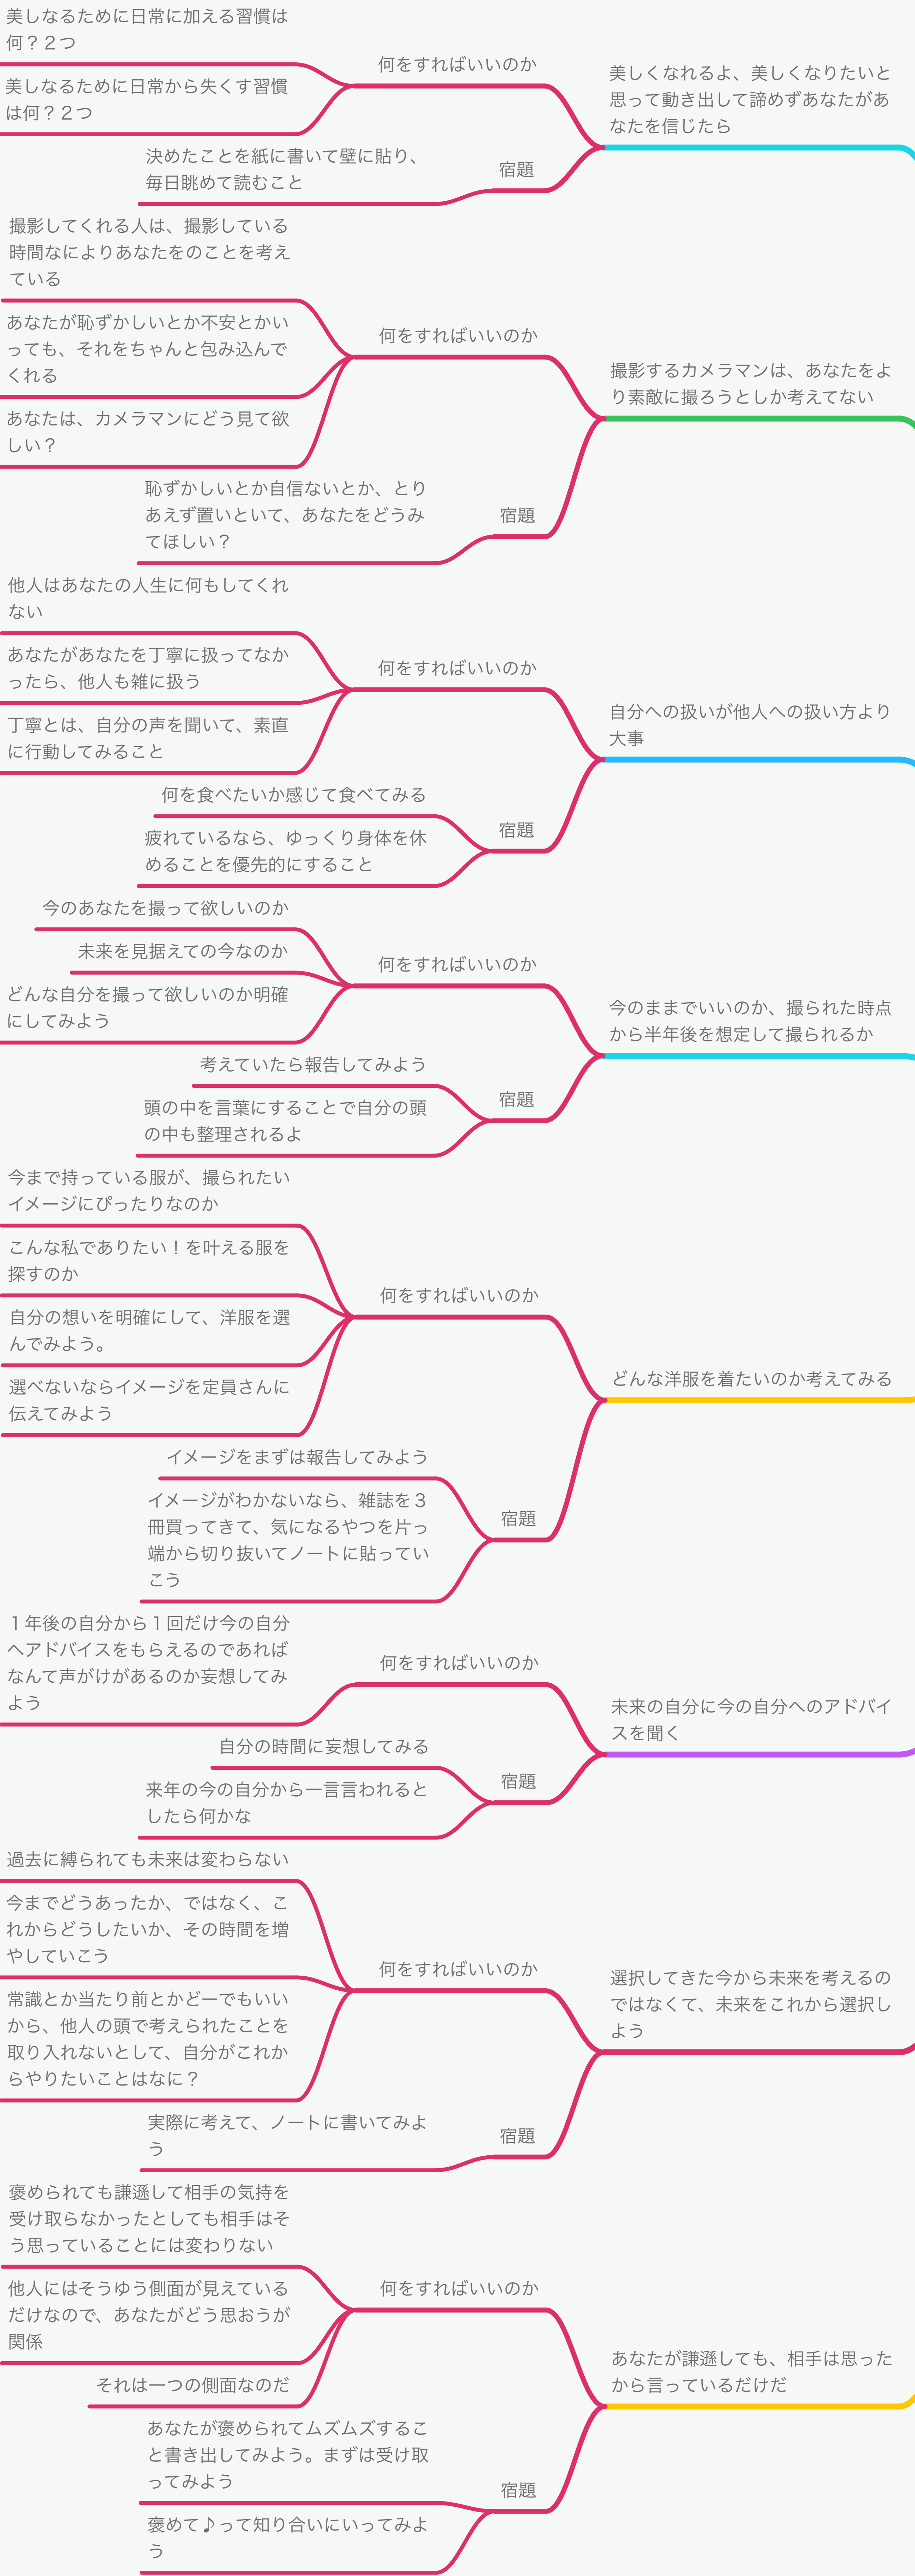 美しくなれるよ、美しくなりたいと
思って動き出して諦めずあなたがあ
なたを信じたら
何をすればいいのか
美しなるために日常に加える習慣は
何？２つ
美しなるために日常から失くす習慣
は何？２つ
宿題
決めたことを紙に書いて壁に貼り、
毎日眺めて読むこと
撮影するカメラマンは、あなたをよ
り素敵に撮ろうとしか考えてない
何をすればいいのか
撮影してくれる人は、撮影している
時間なによりあなたをのことを考え
ている
あなたが恥ずかしいとか不安とかい
っても、それをちゃんと包み込んで
くれる
あなたは、カメラマンにどう見て欲
しい？
宿題
恥ずかしいとか自信ないとか、とり
あえず置いといて、あなたをどうみ
てほしい？
自分への扱いが他人への扱い方より
大事
何をすればいいのか
他人はあなたの人生に何もしてくれ
ない
あなたがあなたを丁寧に扱ってなか
ったら、他人も雑に扱う
丁寧とは、自分の声を聞いて、素直
に行動してみること
宿題
何を食べたいか感じて食べてみる
疲れているなら、ゆっくり身体を休
めることを優先的にすること
今のままでいいのか、撮られた時点
から半年後を想定して撮られるか
何をすればいいのか
今のあなたを撮って欲しいのか
未来を見据えての今なのか
どんな自分を撮って欲しいのか明確
にしてみよう
宿題
考えていたら報告してみよう
頭の中を言葉にすることで自分の頭
の中も整理されるよ
どんな洋服を着たいのか考えてみる
何をすればいいのか
今まで持っている服が、撮られたい
イメージにぴったりなのか
こんな私でありたい！を叶える服を
探すのか
自分の想いを明確にして、洋服を選
んでみよう。
選べないならイメージを定員さんに
伝えてみよう
宿題
イメージをまずは報告してみよう
イメージがわかないなら、雑誌を３
冊買ってきて、気になるやつを片っ
端から切り抜いてノートに貼ってい
こう
未来の自分に今の自分へのアドバイ
スを聞く
何をすればいいのか
１年後の自分から１回だけ今の自分
へアドバイスをもらえるのであれば
なんて声がけがあるのか妄想してみ
よう
宿題
自分の時間に妄想してみる
来年の今の自分から一言言われると
したら何かな
選択してきた今から未来を考えるの
ではなくて、未来をこれから選択し
よう
何をすればいいのか
過去に縛られても未来は変わらない
今までどうあったか、ではなく、こ
れからどうしたいか、その時間を増
やしていこう
常識とか当たり前とかどーでもいい
から、他人の頭で考えられたことを
取り入れないとして、自分がこれか
らやりたいことはなに？
宿題
実際に考えて、ノートに書いてみよ
う
あなたが謙遜しても、相手は思った
から言っているだけだ
何をすればいいのか
褒められても謙遜して相手の気持を
受け取らなかったとしても相手はそ
う思っていることには変わりない
他人にはそうゆう側面が見えている
だけなので、あなたがどう思おうが
関係
それは一つの側面なのだ
宿題
あなたが褒められてムズムズするこ
と書き出してみよう。まずは受け取
ってみよう
褒めて♪って知り合いにいってみよ
う